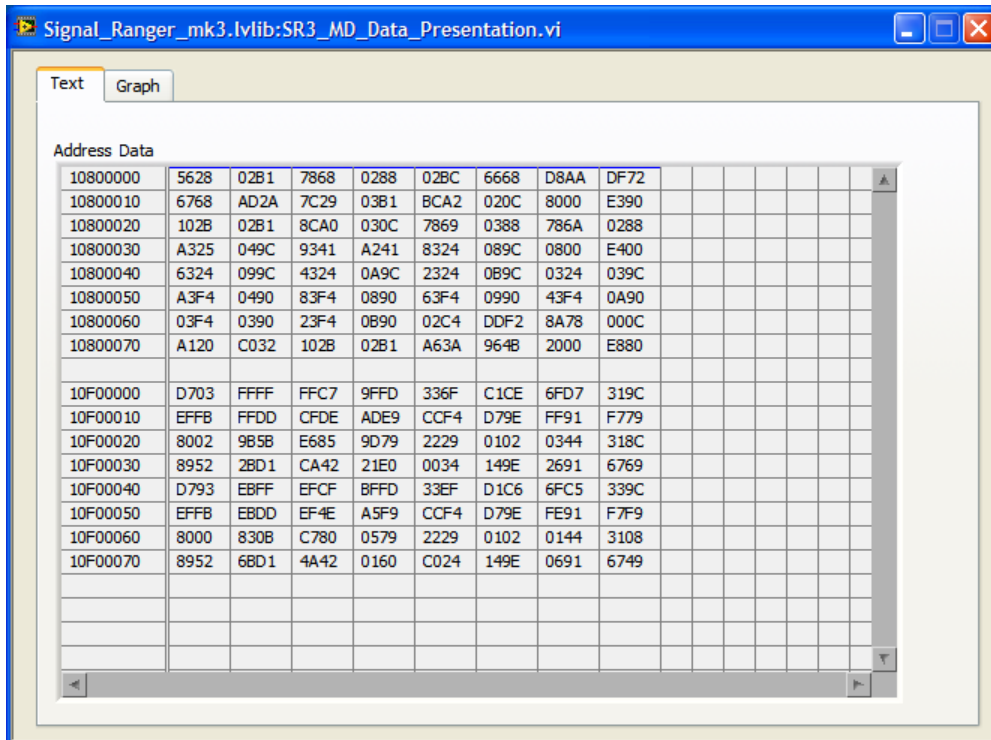 Signal_Ranger_mk3.lvlib:SR3_MD_Data_Presentation.vi
Text Graph
Address Data
10800000 5628 02B1 7868 0288 02BC 6668 D8AA DF72
10800010 6768 AD2A 7C29 03B1 BCA2 020C 8000 E390
10800020 102B 02B1 8CA0 030C 7869 0388 786A 0288
10800030 A325 049C 9341 A241 8324 089C 0800 E400
10800040 6324 099C 4324 0A9C 2324 0B9C 0324 039C
10800050 A3F4 0490 83F4 0890 63F4 0990 43F4 0A90
10800060 03F4 0390 23F4 0B90 02C4 DDF2 8A78 000C
10800070 A120 C032 102B 02B1 A63A 964B 2000 E880
10F00000 D703 FFFF FFC7 9FFD 336F C1CE 6FD7 319C
10F00010 EFFB FFDD CFDE ADE9 CCF4 D79E FF91 F779
10F00020 8002 9B5B E685 9D79 2229 0102 0344 318C
10F00030 8952 2BD1 CA42 21E0 0034 149E 2691 6769
10F00040 D793 EBFF EFCF BFFD 33EF D1C6 6FC5 339C
10F00050 EFFB EBDD EF4E A5F9 CCF4 D79E FE91 F7F9
10F00060 8000 830B C780 0579 2229 0102 0144 3108
10F00070 8952 6BD1 4A42 0160 C024 149E 0691 6749